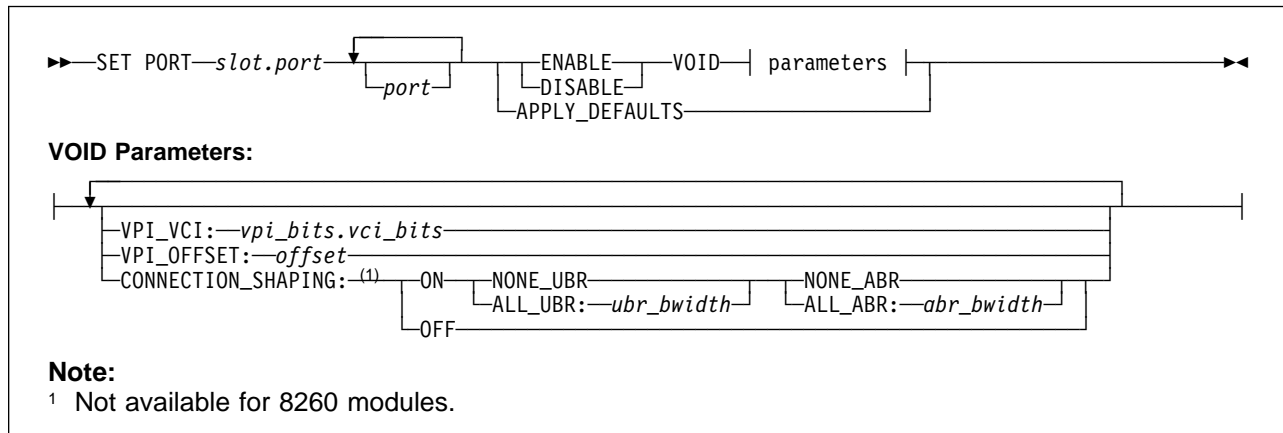 SET PORT slot.port ENABLE VOID parameters
port DISABLE
APPLY_DEFAULTS
VOID Parameters:
VPI_VCI: vpi_bits.vci_bits
VPI_OFFSET: offset
CONNECTION_SHAPING: (1) ON NONE_UBR NONE_ABR
ALL_UBR: ubr_bwidth ALL_ABR: abr_bwidth
OFF
Note:
1 Not available for 8260 modules.